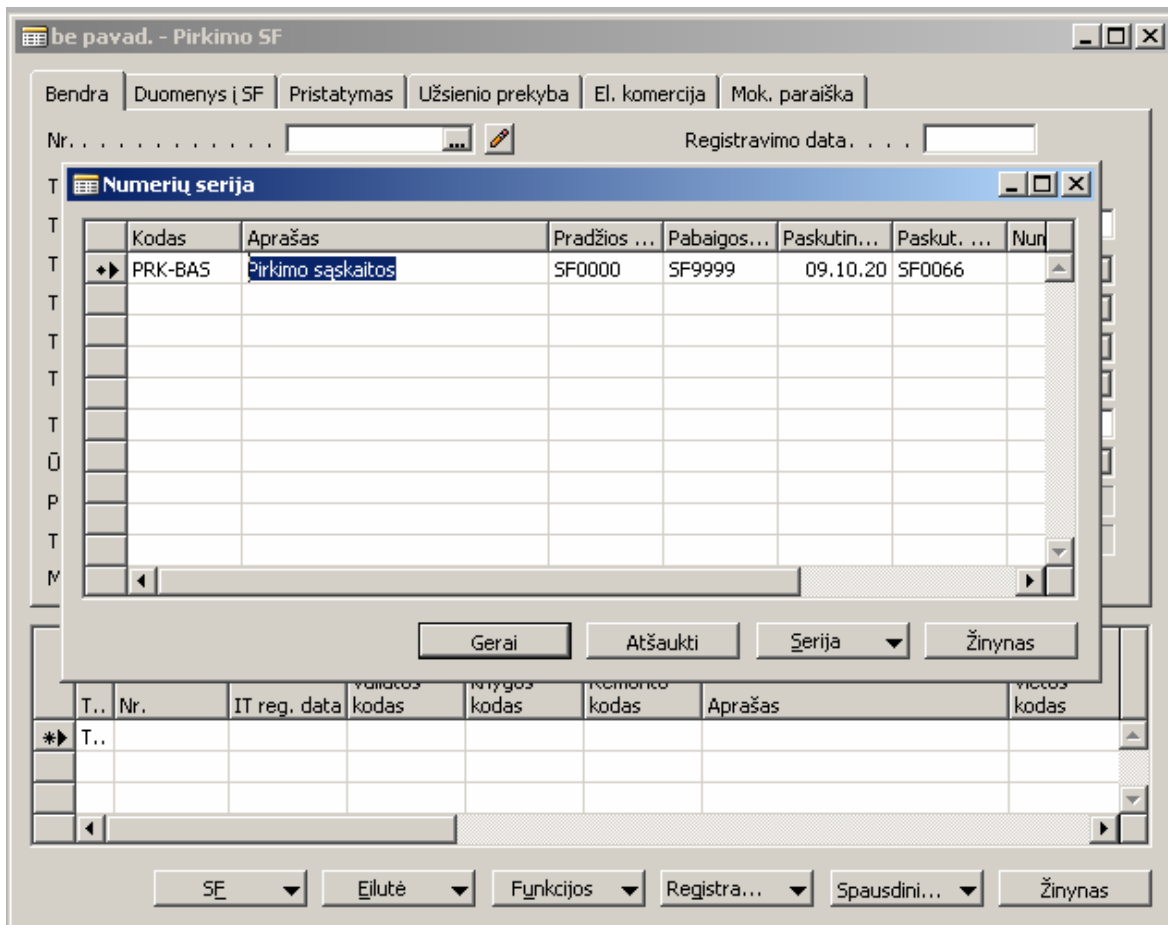 be pavad. - Pirkimo SF
Bendra Duomenys į SF Pristatymas Užsienio prekyba El. komercija Mok. paraiška
Nr. . . . . . . . . . . . . Registravimo data. . . . .
T Numerių serija
T Kodas Aprašas Pradžios ... Pabaigos... Paskutin... Paskut. ...
T PRK-BAS Pirkimo sąskaitos SF0000 SF9999 09.10.20 SF0066
T
T
T
T
Ū
P
T
M
Gerai Atšaukti Serija Žinynas
kodas kodas kodas kodas
T.. Nr. IT reg. data Aprašas
T..
SF Eilutė Funkcijos Registra... Spausdini... Žinynas